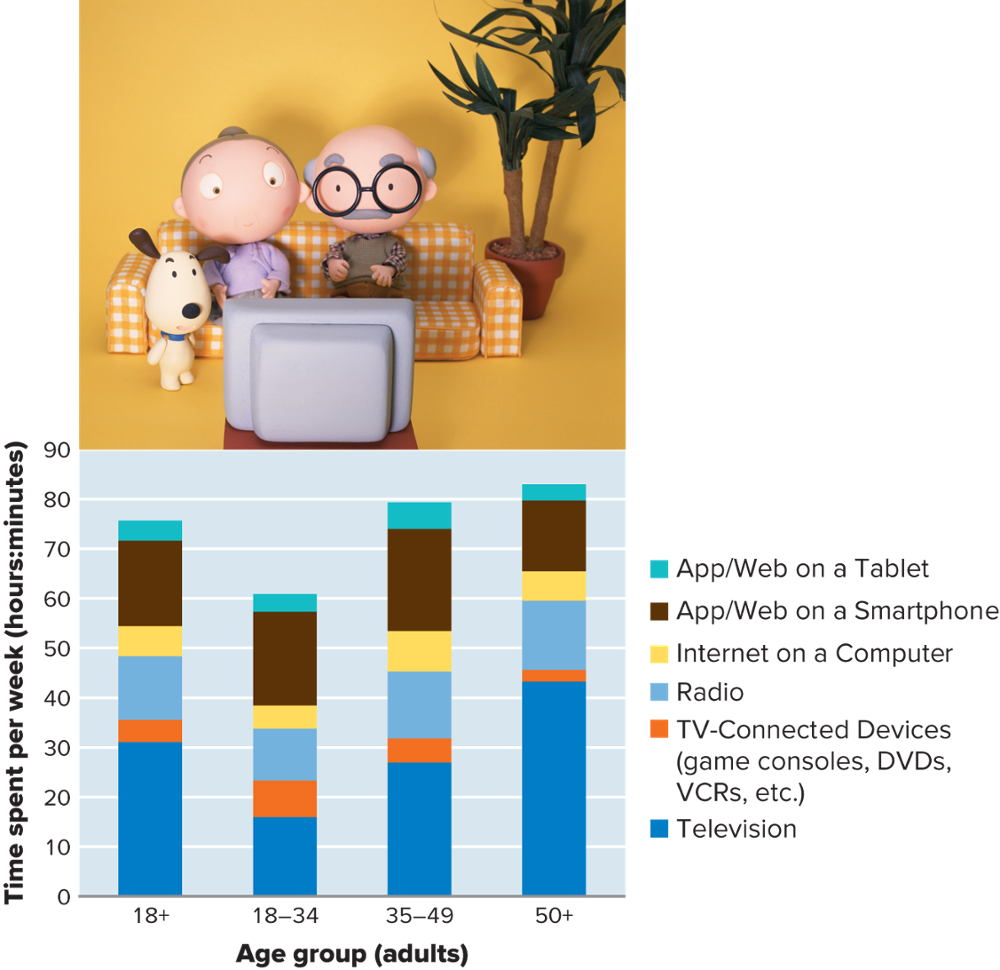 Time spent per week (hours:minutes)
90
80
70
60
50
40
30
20
10
0
18+
18–34
35–49
50+
Age group (adults)
App/Web on a Tablet
App/Web on a Smartphone
Internet on a Computer
Radio
TV-Connected Devices
(game consoles, DVDs,
VCRs, etc.)
Television